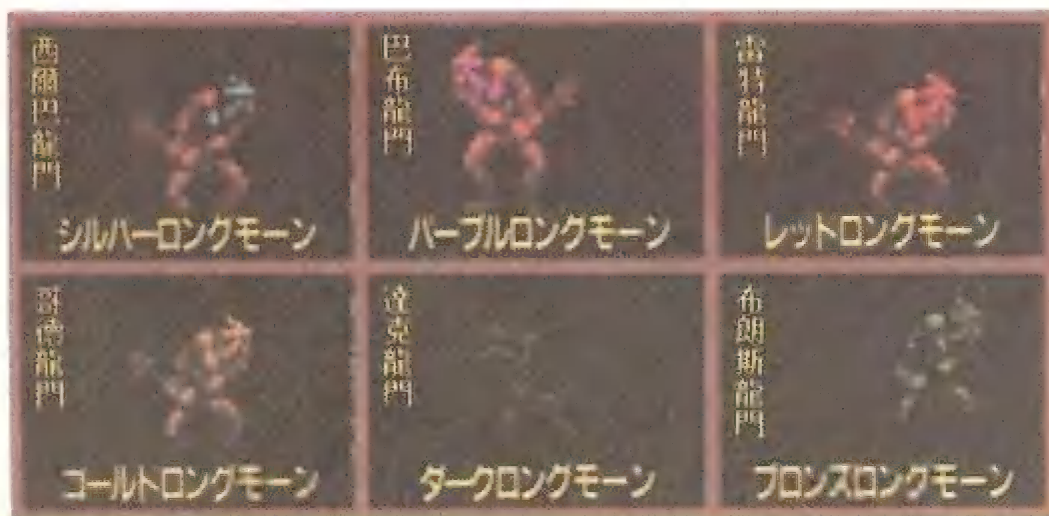 西爾巴龍門
シルバーロングモーン
巴布龍門
パープルロングモーン
雷特龍門
レットロングモーン
哥德龍門
ゴールトロングモーン
達克龍門
ダークロングモーン
布朗斯龍門
ブロンズロングモーン